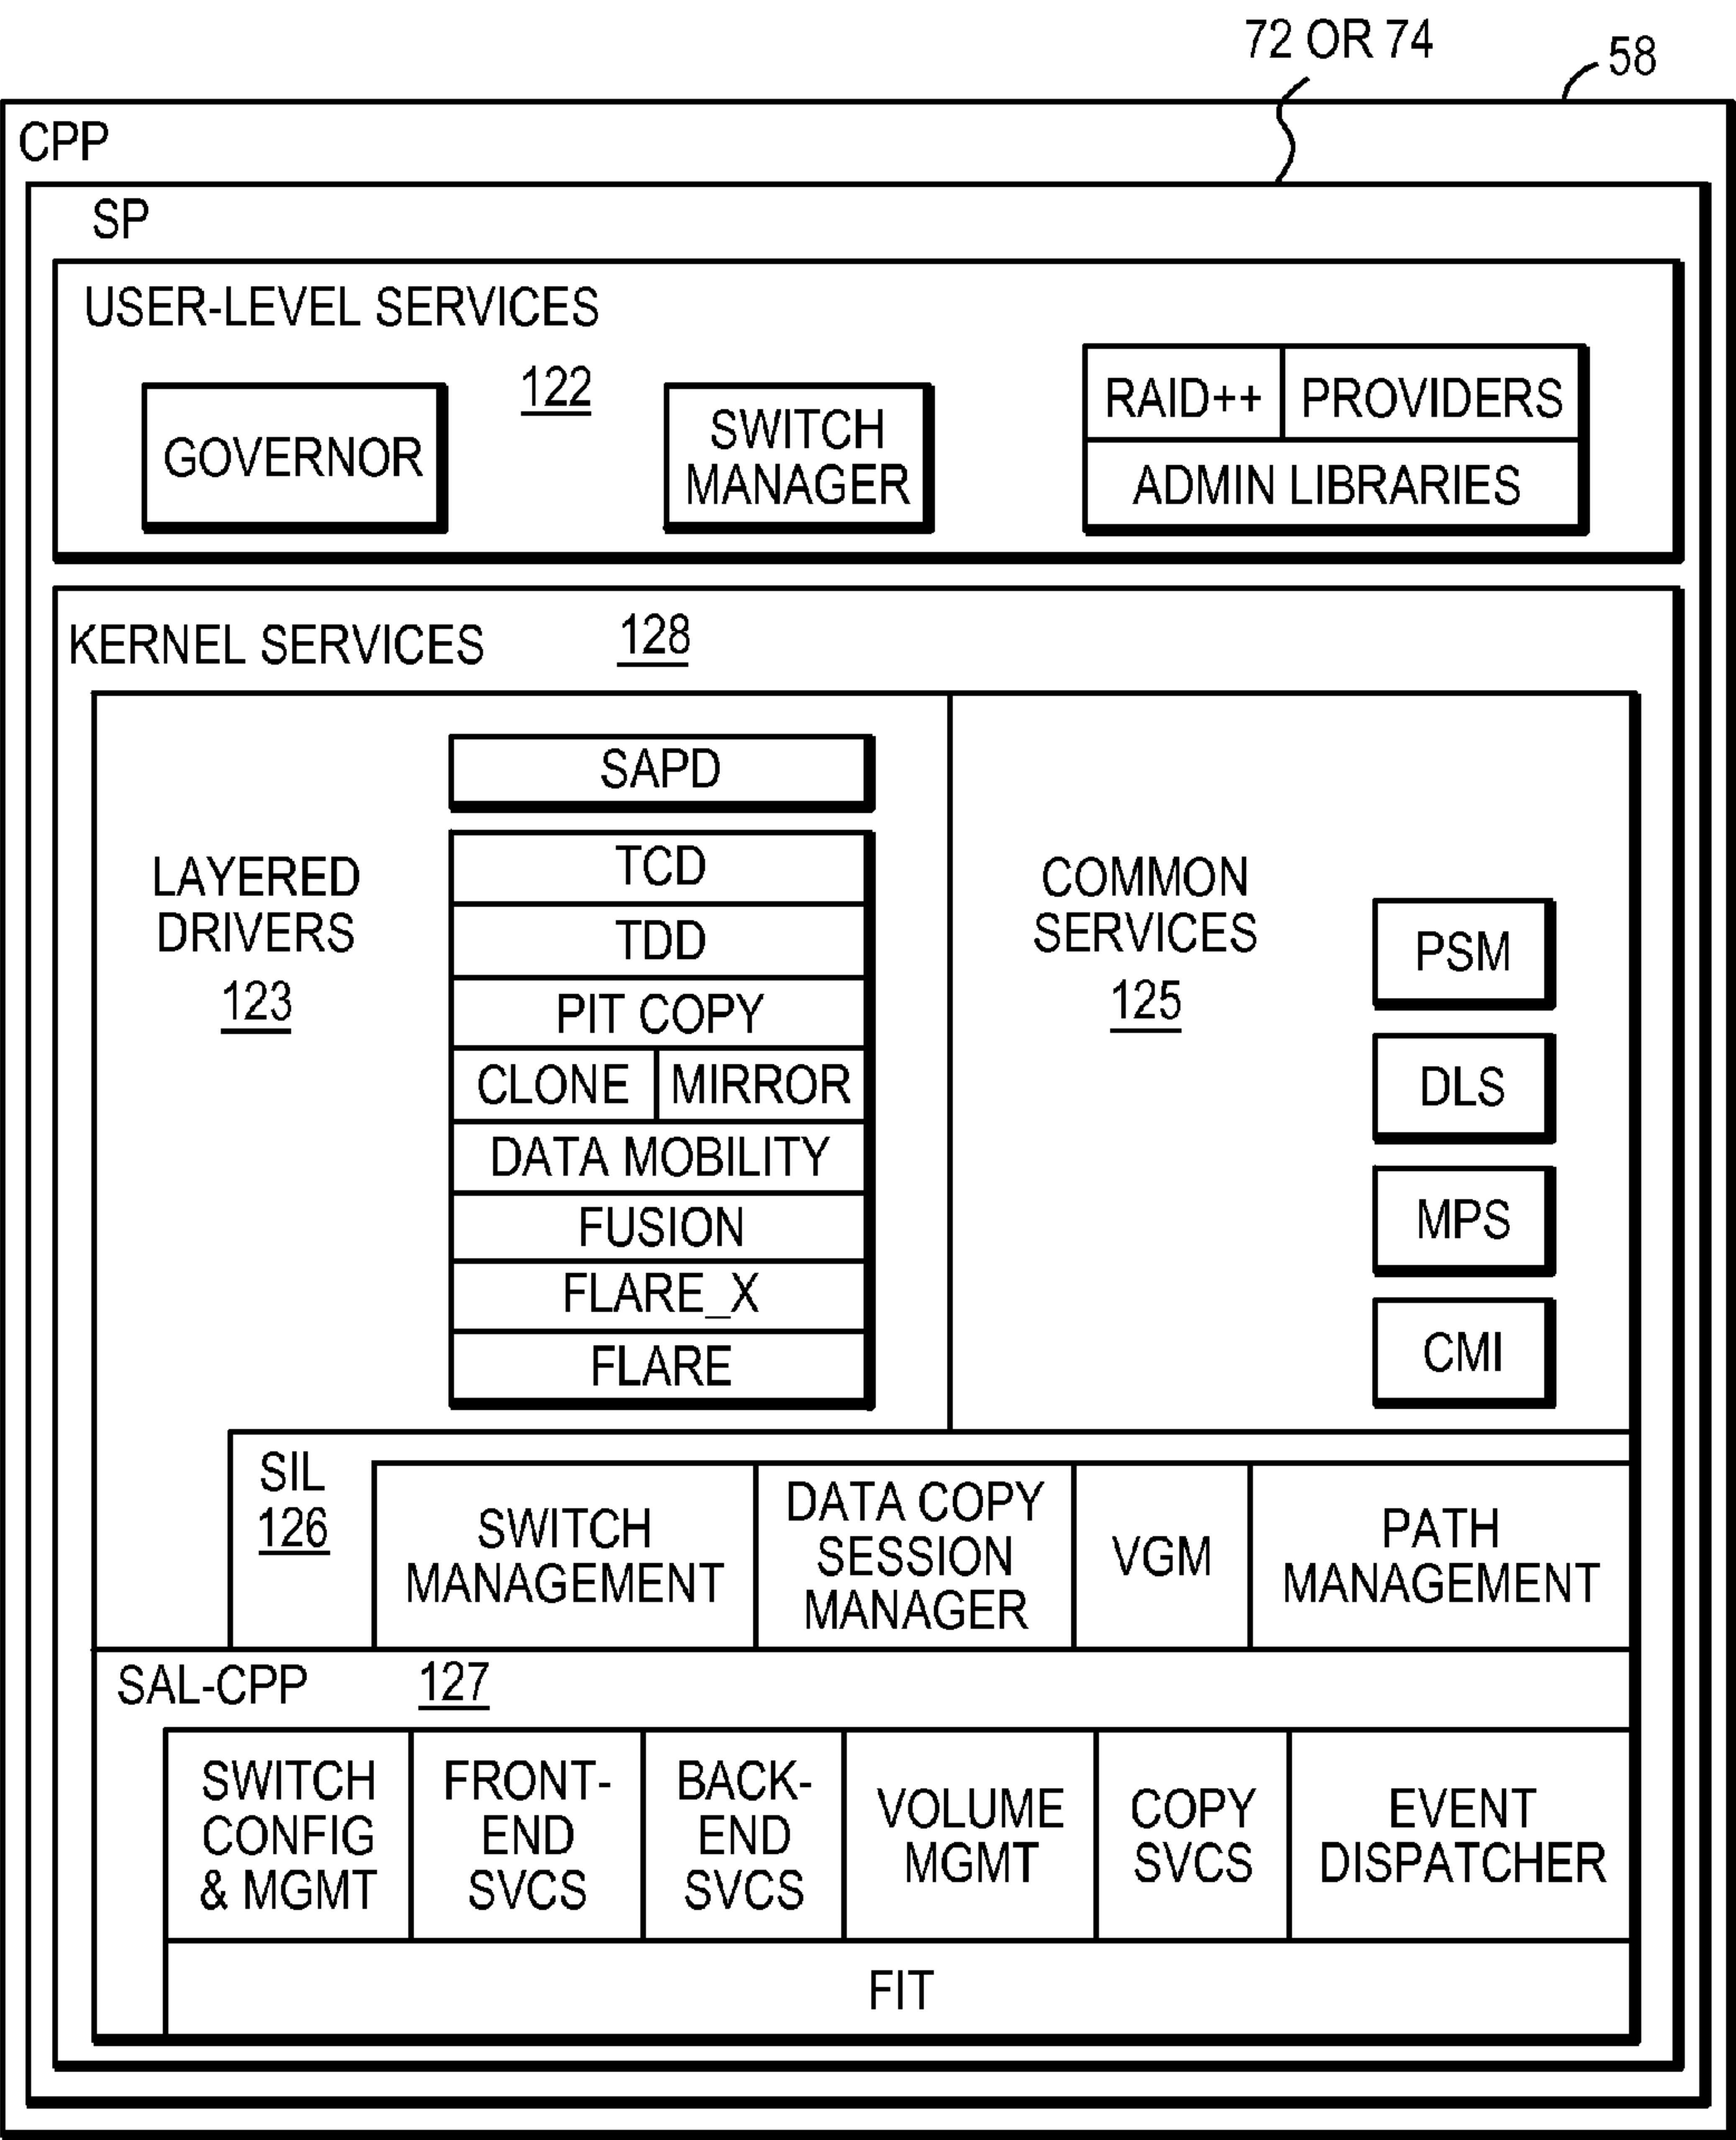 72 OR 74
58
CPP
SP
USER-LEVEL SERVICES
122
GOVERNOR
SWITCH
MANAGER
RAID++
PROVIDERS
ADMIN LIBRARIES
KERNEL SERVICES
128
LAYERED
DRIVERS
123
SAPD
TCD
TDD
PIT COPY
CLONE
MIRROR
DATA MOBILITY
FUSION
FLARE_X
FLARE
COMMON
SERVICES
125
PSM
DLS
MPS
CMI
SIL
126
SWITCH
MANAGEMENT
DATA COPY
SESSION
MANAGER
VGM
PATH
MANAGEMENT
SAL-CPP
127
SWITCH
CONFIG
& MGMT
FRONT-
END
SVCS
BACK-
END
SVCS
VOLUME
MGMT
COPY
SVCS
EVENT
DISPATCHER
FIT